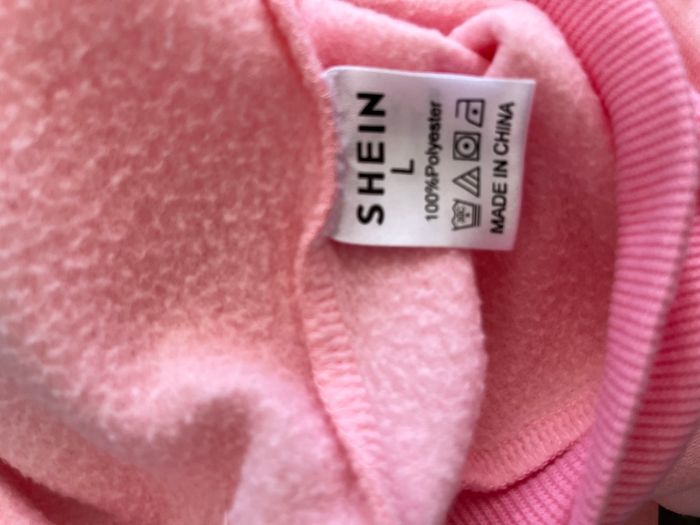 SHEIN
L
100%Polyester
MADE IN CHINA